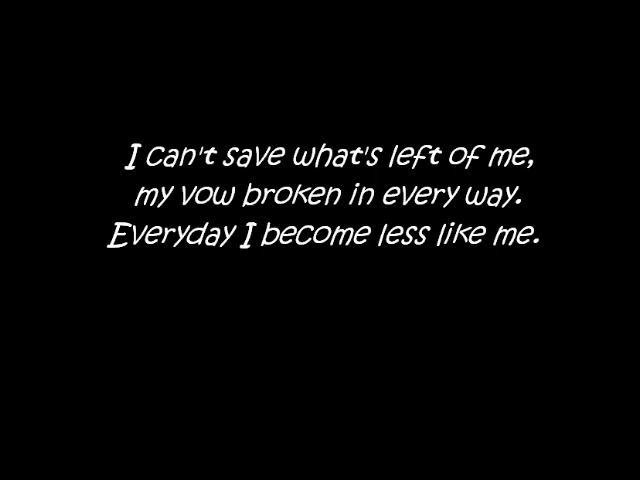 I can't save what's left of me,
my vow broken in every way.
Everyday I become less like me.